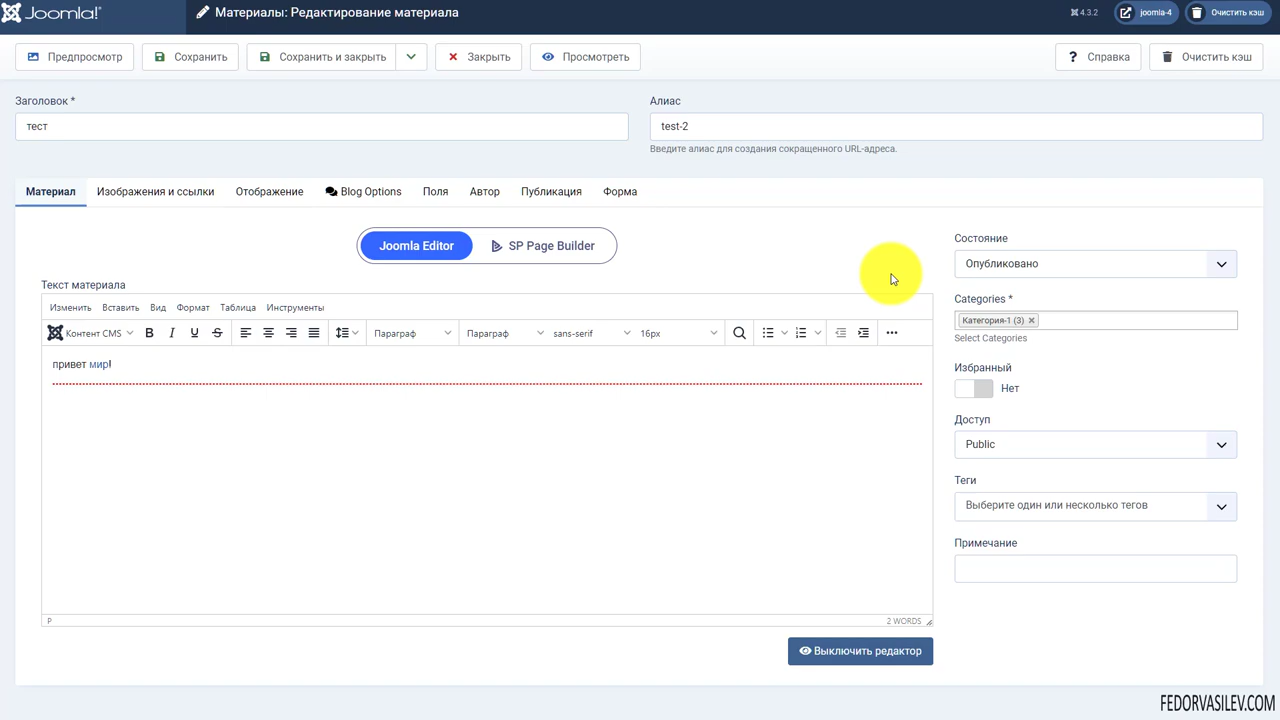 Joomla!
Материалы: Редактирование материала
4.3.2
joomla-4
Очистить кэш
Предпросмотр
Сохранить
Сохранить и закрыть
Закрыть
Просмотреть
? Справка
Очистить кэш
Заголовок *
Алиас
тест
test-2
Введите алиас для создания сокращенного URL-адреса.
Материал
Изображения и ссылки
Отображение
Blog Options
Поля
Автор
Публикация
Форма
Joomla Editor
SP Page Builder
Текст материала
Изменить
Вставить
Вид
Формат
Таблица
Инструменты
Контент CMS
B
I
U
S
Параграф
Параграф
sans-serif
16px
привет мир!
P
2 WORDS
Выключить редактор
Состояние
Опубликовано
Categories *
Категория-1 (3)
Select Categories
Избранный
Нет
Доступ
Public
Теги
Выберите один или несколько тегов
Примечание
FEDORVASILEV.COM